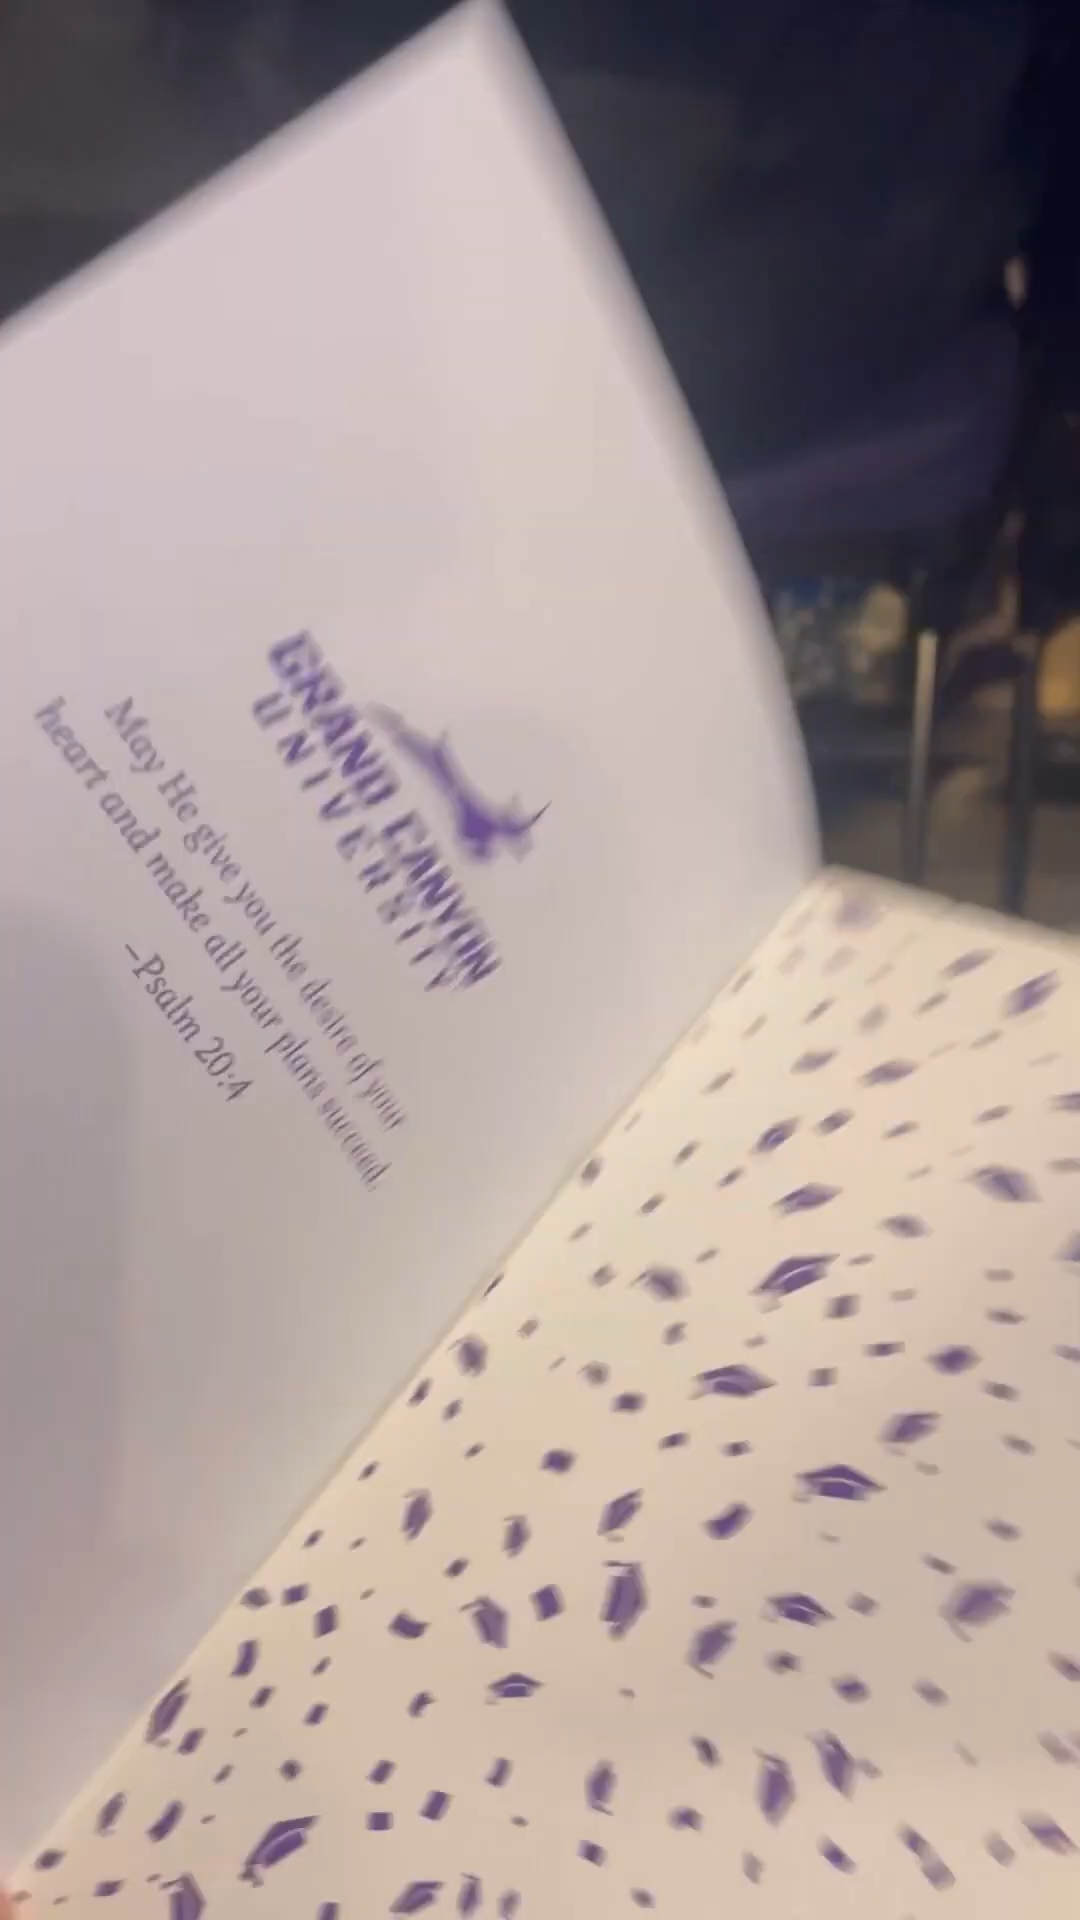 GRAND CANYON
UNIVERSITY
May He give you the desire of your
heart and make all your plans succeed.
–Psalm 20:4